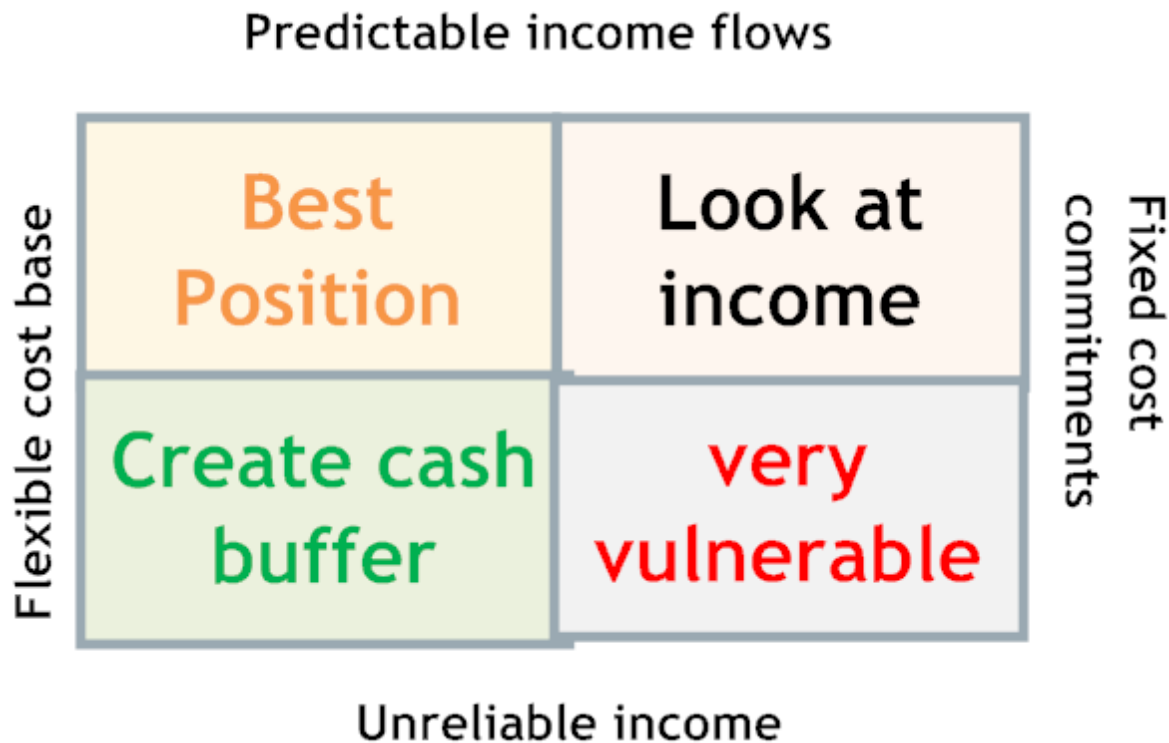 Predictable income flows
Flexible cost base
Best
Position
Look at
income
Fixed cost
commitments
Create cash
buffer
very
vulnerable
Unreliable income